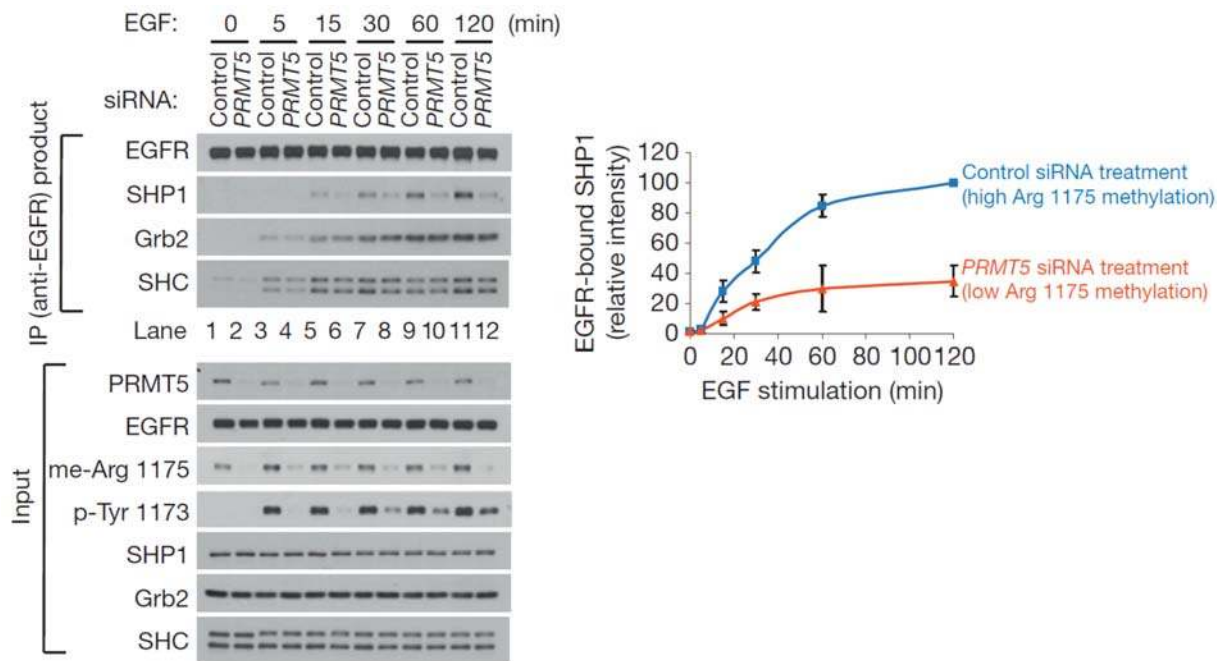 EGF: 0 5 15 30 60 120 (min)
siRNA: Control PRMT5 Control PRMT5 Control PRMT5 Control PRMT5 Control PRMT5 Control PRMT5
IP (anti-EGFR) product
EGFR
SHP1
Grb2
SHC
Lane 1 2 3 4 5 6 7 8 9 10 11 12
Input
PRMT5
EGFR
me-Arg 1175
p-Tyr 1173
SHP1
Grb2
SHC
EGFR-bound SHP1
(relative intensity)
120
100
80
60
40
20
0
0 20 40 60 80 100 120
EGF stimulation (min)
Control siRNA treatment
(high Arg 1175 methylation)
PRMT5 siRNA treatment
(low Arg 1175 methylation)